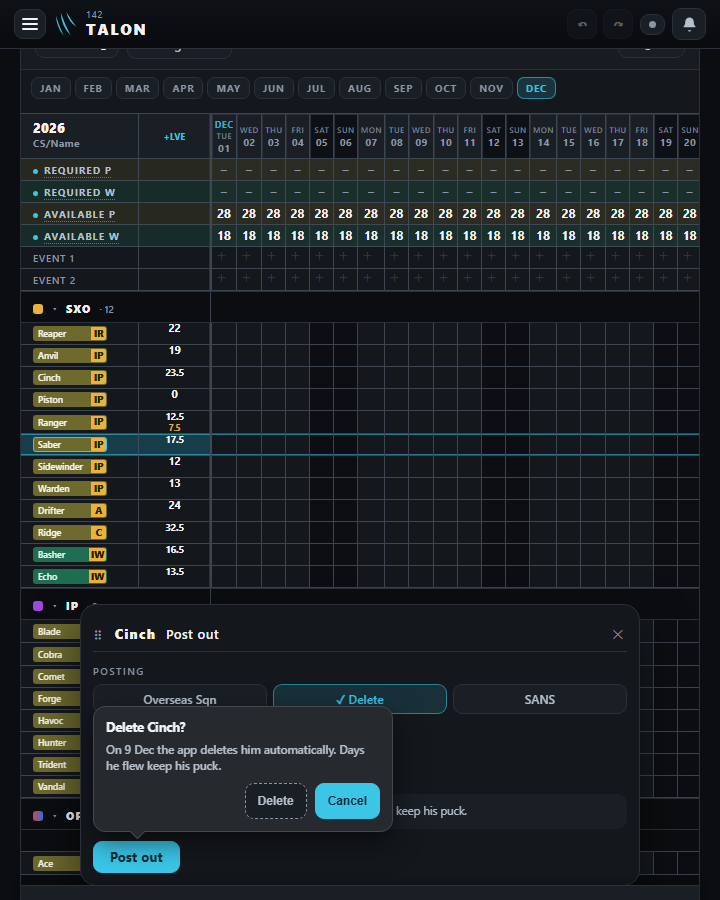 142
TALON
JAN FEB MAR APR MAY JUN JUL AUG SEP OCT NOV DEC
2026
CS/Name
+LVE
DEC
TUE WED THU FRI SAT SUN MON TUE WED THU FRI SAT SUN MON TUE WED THU FRI SAT SUN
01 02 03 04 05 06 07 08 09 10 11 12 13 14 15 16 17 18 19 20
REQUIRED P – – – – – – – – – – – – – – – – – – – –
REQUIRED W – – – – – – – – – – – – – – – – – – – –
AVAILABLE P 28 28 28 28 28 28 28 28 28 28 28 28 28 28 28 28 28 28 28 28
AVAILABLE W 18 18 18 18 18 18 18 18 18 18 18 18 18 18 18 18 18 18 18 18
EVENT 1 + + + + + + + + + + + + + + + + + + + +
EVENT 2 + + + + + + + + + + + + + + + + + + + +
SXO · 12
Reaper IR 22
Anvil IP 19
Cinch IP 23.5
Piston IP 0
Ranger IP 12.5
7.5
Saber IP 17.5
Sidewinder IP 12
Warden IP 13
Drifter A 24
Ridge C 32.5
Basher IW 16.5
Echo IW 13.5
IP
Blade
Cobra
Comet
Forge
Havoc
Hunter
Trident
Vandal
Ace
Cinch Post out
POSTING
Overseas Sqn ✓ Delete SANS
Delete Cinch?
On 9 Dec the app deletes him automatically. Days
he flew keep his puck.
Delete Cancel
keep his puck.
Post out